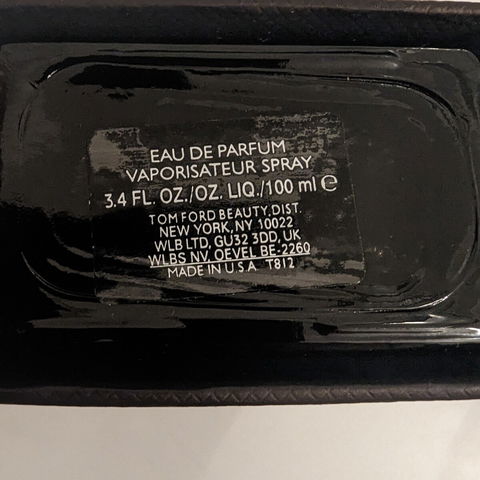 EAU DE PARFUM
VAPORISATEUR SPRAY
3.4 FL. OZ./OZ. LIQ./100 ml ℮
TOM FORD BEAUTY, DIST.
NEW YORK, NY 10022
WLB LTD, GU32 3DD, UK
WLBS NV, OEVEL BE-2260
MADE IN U.S.A T812